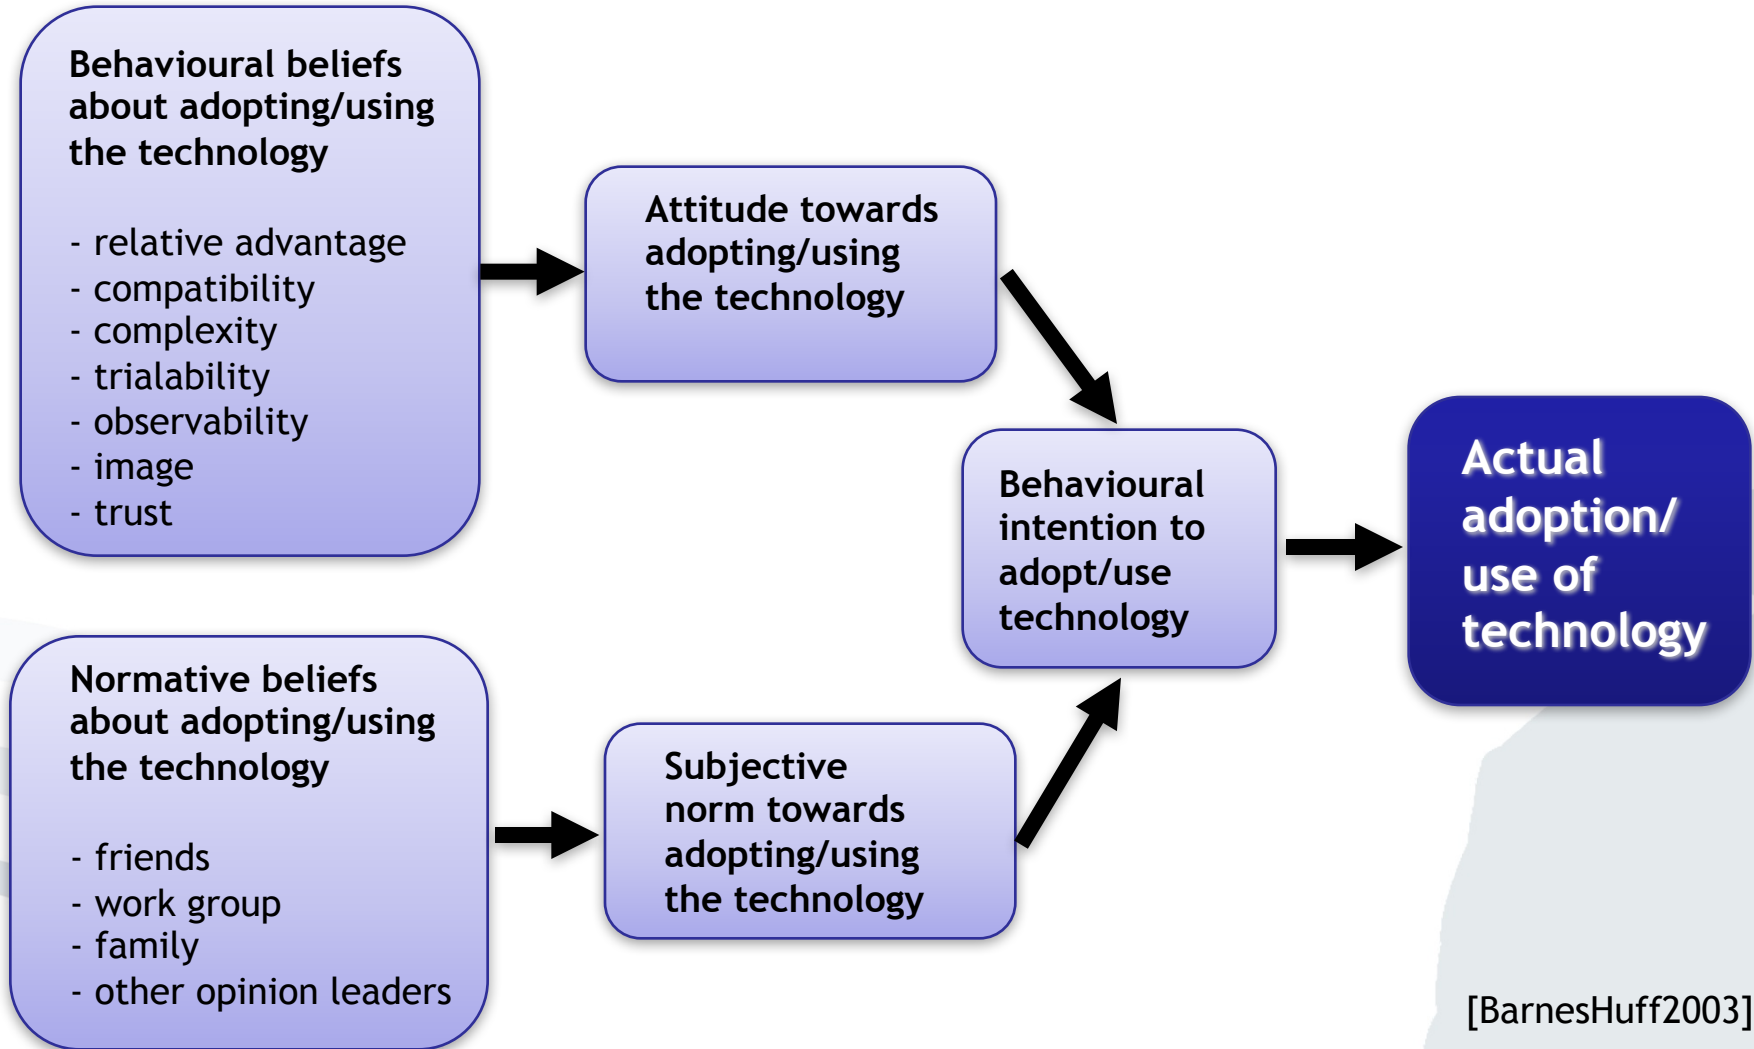 Behavioural beliefs
about adopting/using
the technology
- relative advantage
- compatibility
- complexity
- trialability
- observability
- image
- trust
Attitude towards
adopting/using
the technology
Behavioural
intention to
adopt/use
technology
Actual
adoption/
use of
technology
Normative beliefs
about adopting/using
the technology
- friends
- work group
- family
- other opinion leaders
Subjective
norm towards
adopting/using
the technology
[BarnesHuff2003]